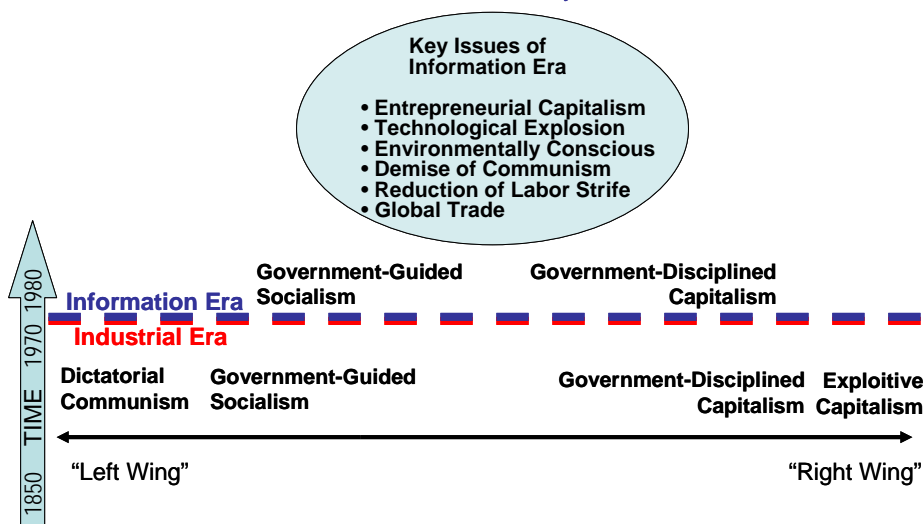 Key Issues of
Information Era
• Entrepreneurial Capitalism
• Technological Explosion
• Environmentally Conscious
• Demise of Communism
• Reduction of Labor Strife
• Global Trade
Government-Guided
Socialism
Government-Disciplined
Capitalism
Information Era
Industrial Era
Dictatorial
Communism
Government-Guided
Socialism
Government-Disciplined
Capitalism
Exploitive
Capitalism
“Left Wing”
“Right Wing”
1850 TIME 1970 1980